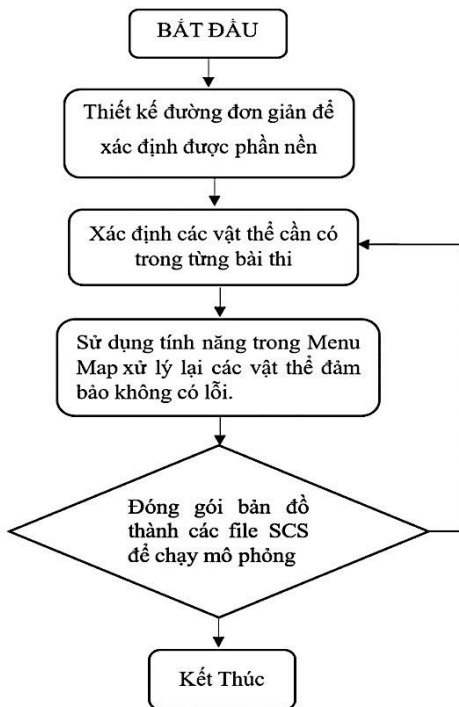 BẮT ĐẦU
Thiết kế đường đơn giản để
xác định được phần nền
Xác định các vật thể cần có
trong từng bài thi
Sử dụng tính năng trong Menu
Map xử lý lại các vật thể đảm
bảo không có lỗi.
Đóng gói bản đồ
thành các file SCS
để chạy mô phỏng
Kết Thúc